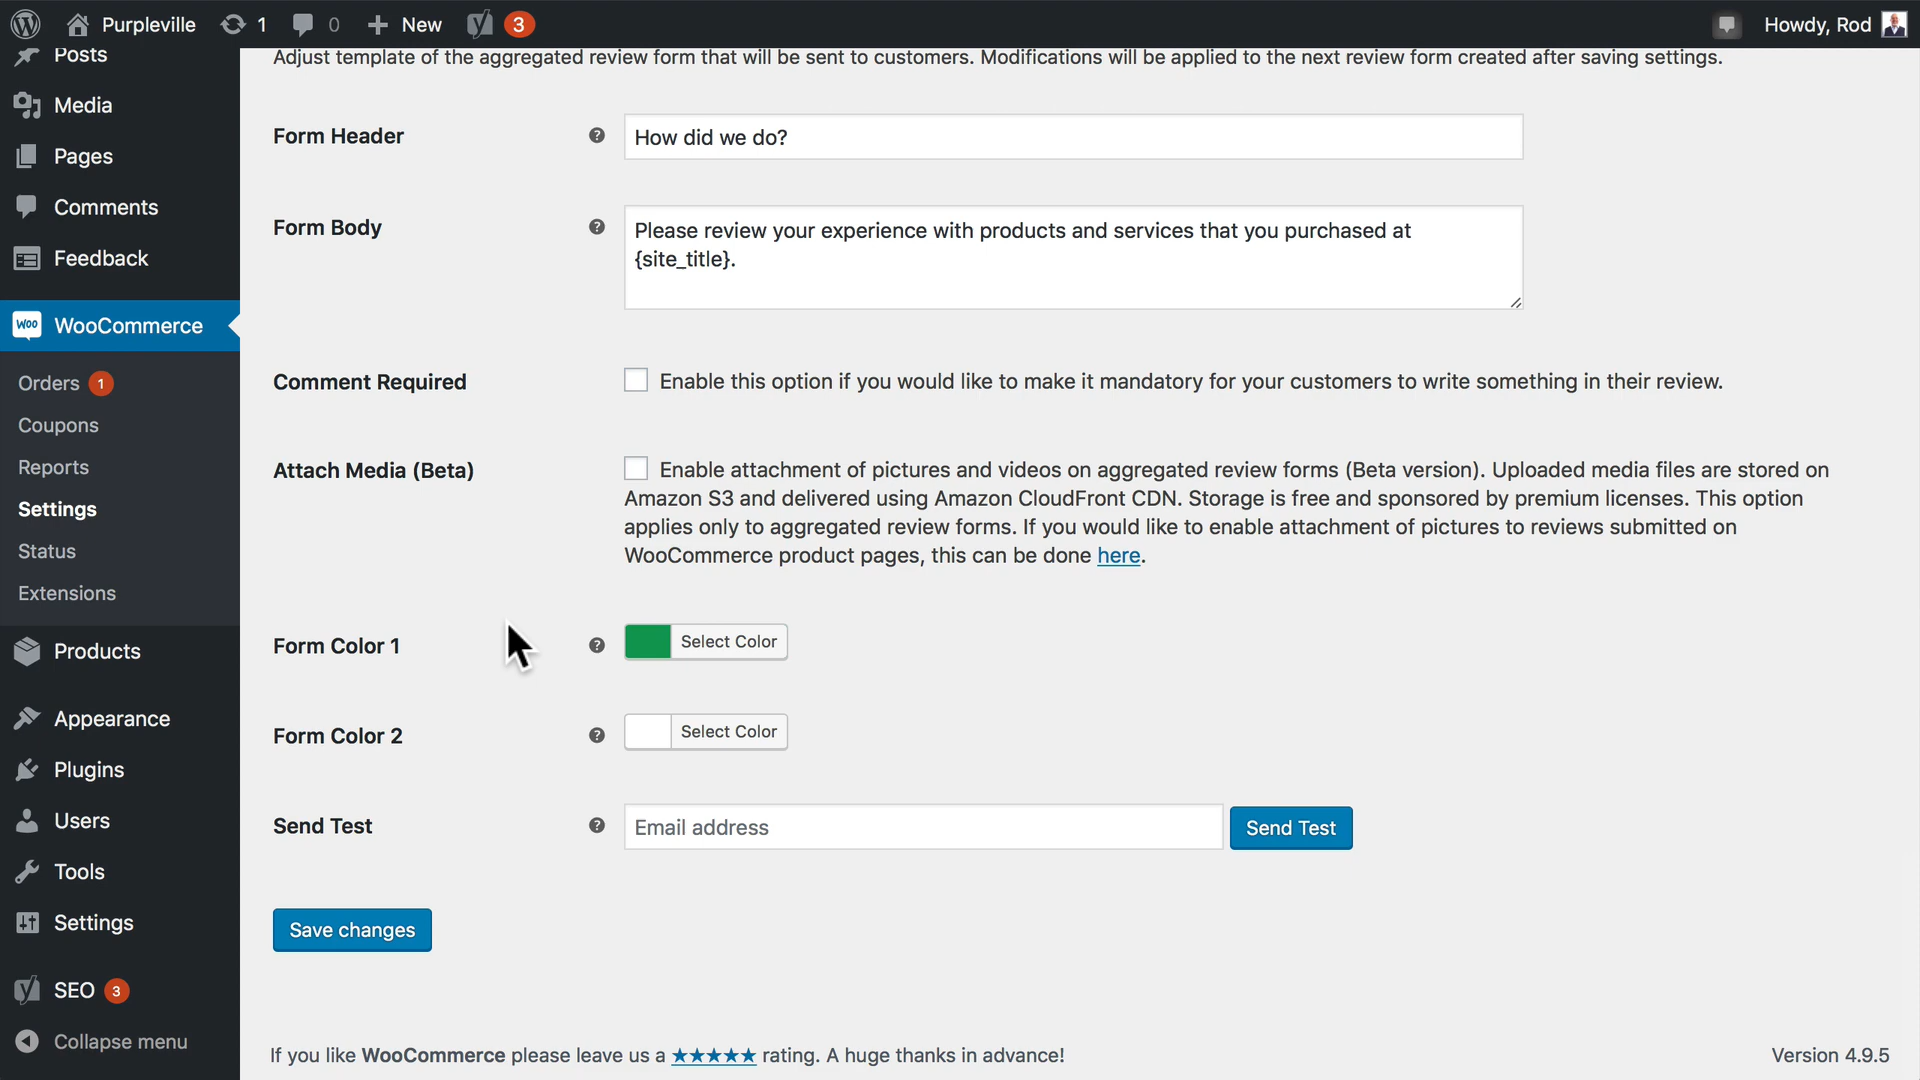 Purpleville 1 0 New 3 Howdy, Rod
Posts
Media
Pages
Comments
Feedback
WooCommerce
Orders 1
Coupons
Reports
Settings
Status
Extensions
Products
Appearance
Plugins
Users
Tools
Settings
SEO 3
Collapse menu
Adjust template of the aggregated review form that will be sent to customers. Modifications will be applied to the next review form created after saving settings.
Form Header
How did we do?
Form Body
Please review your experience with products and services that you purchased at
{site_title}.
Comment Required
Enable this option if you would like to make it mandatory for your customers to write something in their review.
Attach Media (Beta)
Enable attachment of pictures and videos on aggregated review forms (Beta version). Uploaded media files are stored on
Amazon S3 and delivered using Amazon CloudFront CDN. Storage is free and sponsored by premium licenses. This option
applies only to aggregated review forms. If you would like to enable attachment of pictures to reviews submitted on
WooCommerce product pages, this can be done here.
Form Color 1
Select Color
Form Color 2
Select Color
Send Test
Email address
Send Test
Save changes
If you like WooCommerce please leave us a ★★★★★ rating. A huge thanks in advance!
Version 4.9.5